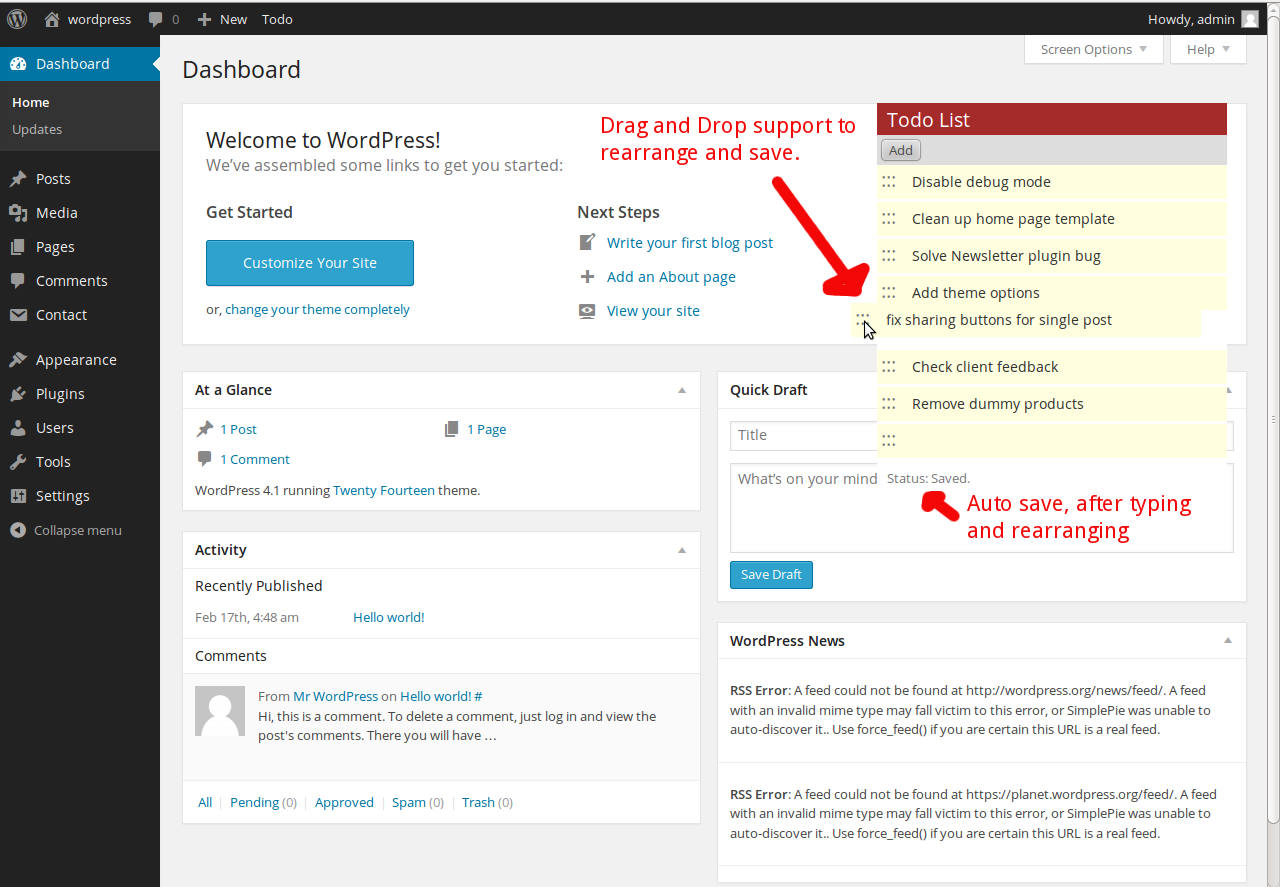 wordpress
0
New
Todo
Howdy, admin
Dashboard
Home
Updates
Posts
Media
Pages
Comments
Contact
Appearance
Plugins
Users
Tools
Settings
Collapse menu
Screen Options
Help
Dashboard
Welcome to WordPress!
We've assembled some links to get you started:
Get Started
Customize Your Site
or, change your theme completely
Next Steps
Write your first blog post
Add an About page
View your site
Drag and Drop support to
rearrange and save.
Todo List
Add
Disable debug mode
Clean up home page template
Solve Newsletter plugin bug
Add theme options
fix sharing buttons for single post
Check client feedback
Remove dummy products
Status: Saved.
Auto save, after typing
and rearranging
At a Glance
1 Post
1 Page
1 Comment
WordPress 4.1 running Twenty Fourteen theme.
Activity
Recently Published
Feb 17th, 4:48 am
Hello world!
Comments
From Mr WordPress on Hello world! #
Hi, this is a comment. To delete a comment, just log in and view the
post's comments. There you will have …
All | Pending (0) | Approved | Spam (0) | Trash (0)
Quick Draft
Title
What's on your mind
Save Draft
WordPress News
RSS Error: A feed could not be found at http://wordpress.org/news/feed/. A feed
with an invalid mime type may fall victim to this error, or SimplePie was unable to
auto-discover it.. Use force_feed() if you are certain this URL is a real feed.
RSS Error: A feed could not be found at https://planet.wordpress.org/feed/. A feed
with an invalid mime type may fall victim to this error, or SimplePie was unable to
auto-discover it.. Use force_feed() if you are certain this URL is a real feed.